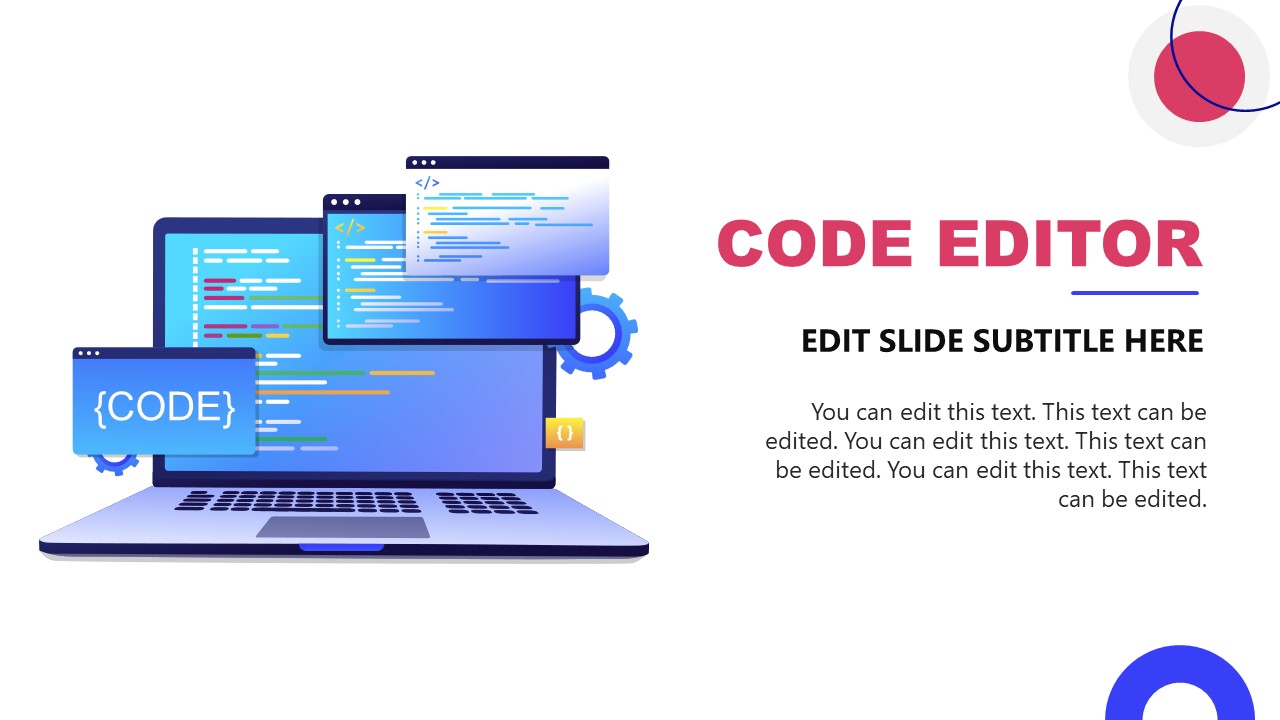 </>
</>
{CODE}
{ }
CODE EDITOR
EDIT SLIDE SUBTITLE HERE
You can edit this text. This text can be
edited. You can edit this text. This text can
be edited. You can edit this text. This text
can be edited.